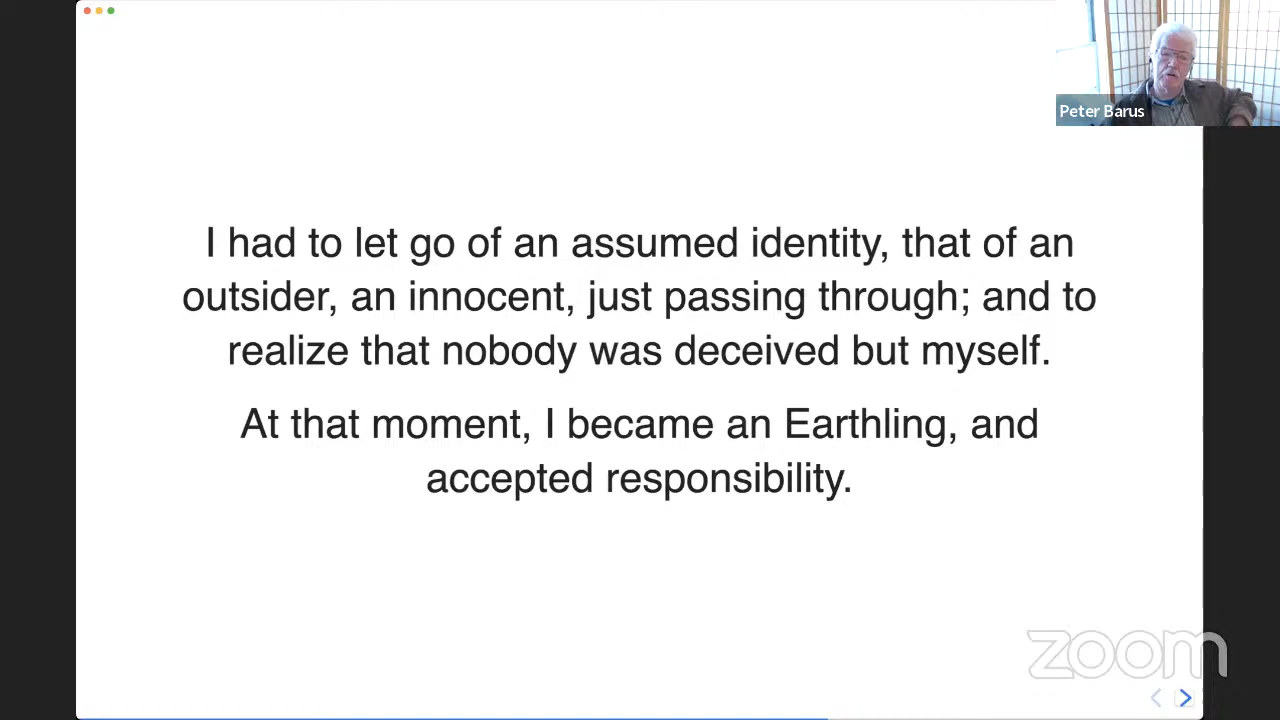 Peter Barus
I had to let go of an assumed identity, that of an
outsider, an innocent, just passing through; and to
realize that nobody was deceived but myself.
At that moment, I became an Earthling, and
accepted responsibility.
zoom